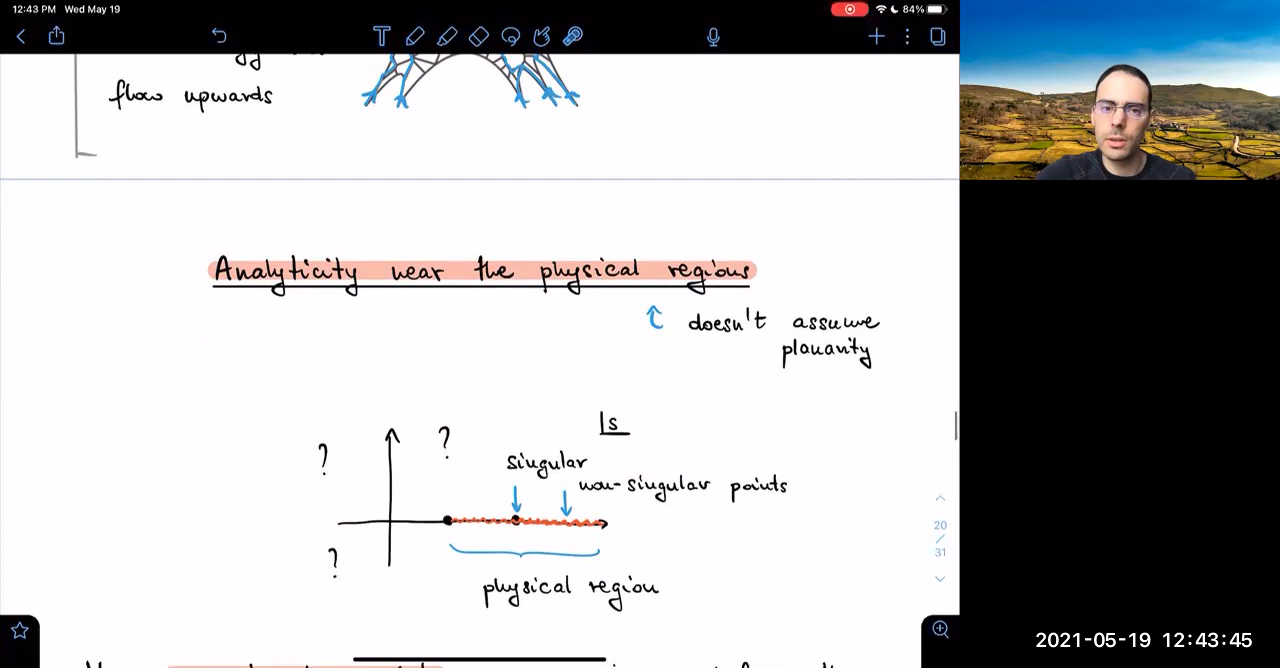 12:43 PM Wed May 19
84%
flow upwards
Analyticity near the physical regions
doesn't assume
planarity
s
? ?
singular
non-singular points
?
physical region
20
/
31
2021-05-19 12:43:45